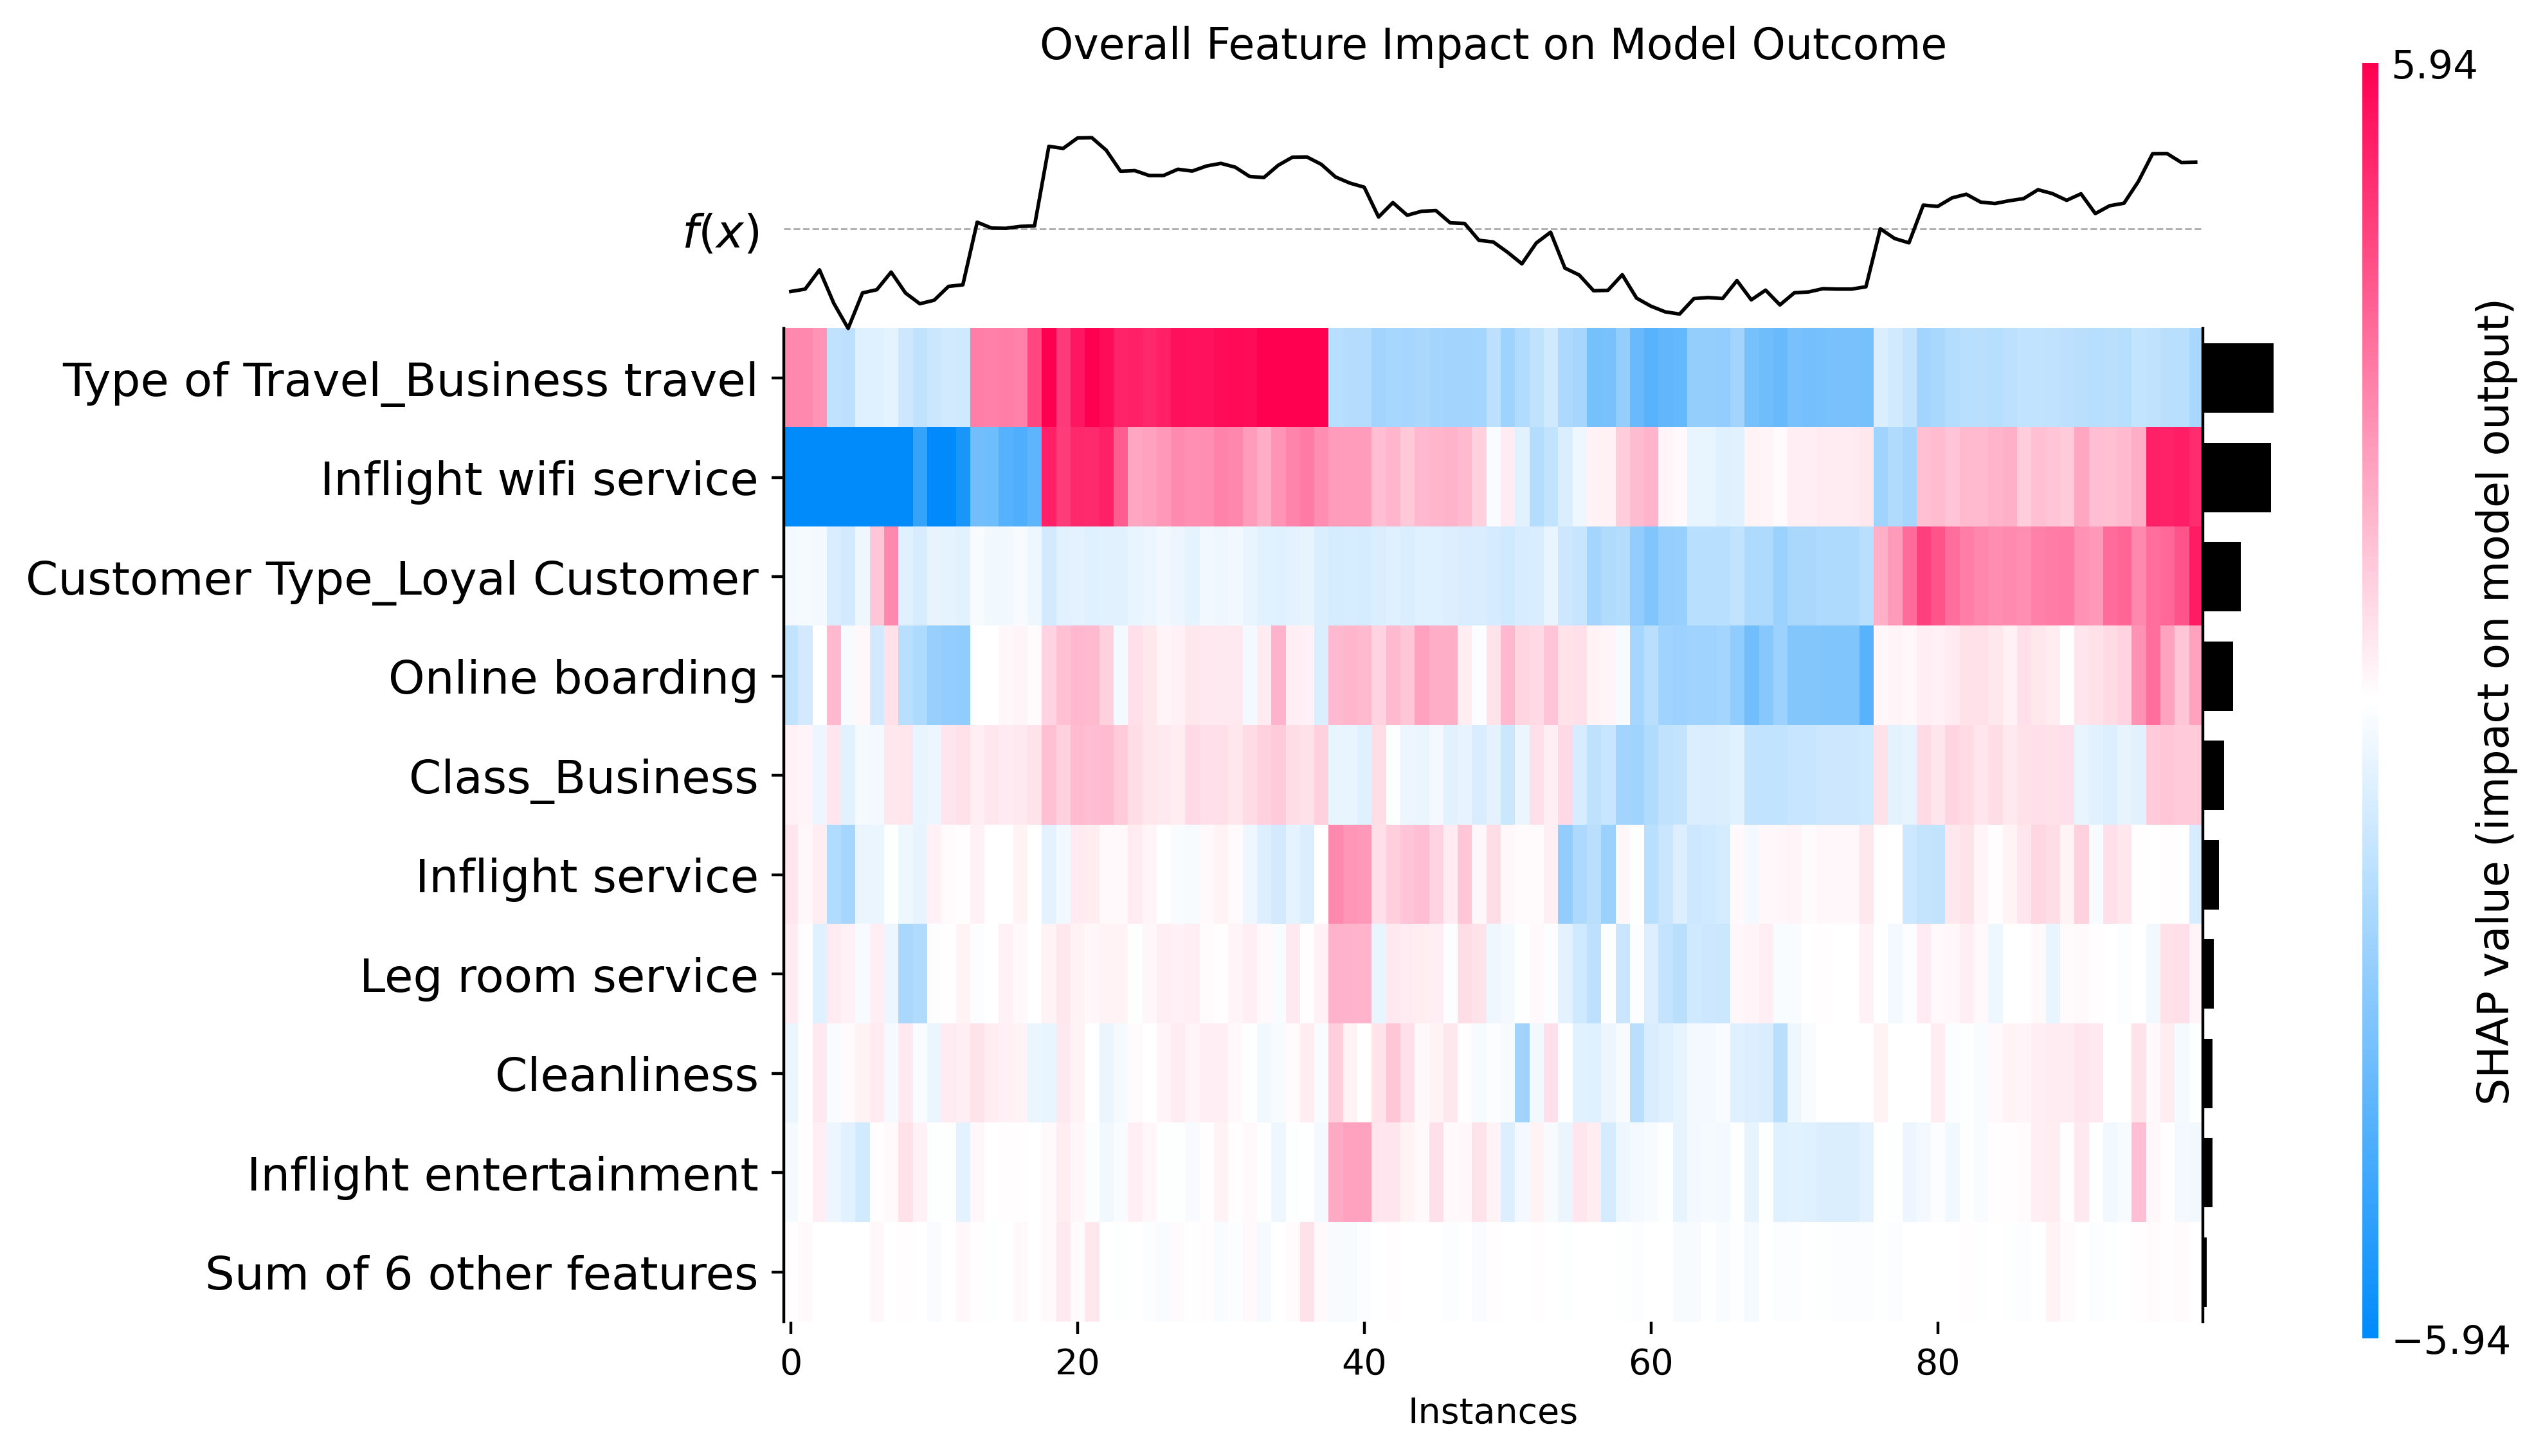 Overall Feature Impact on Model Outcome
5.94
f(x)
Type of Travel_Business travel
Inflight wifi service
Customer Type_Loyal Customer
Online boarding
Class_Business
Inflight service
Leg room service
Cleanliness
Inflight entertainment
Sum of 6 other features
SHAP value (impact on model output)
−5.94
0 20 40 60 80
Instances